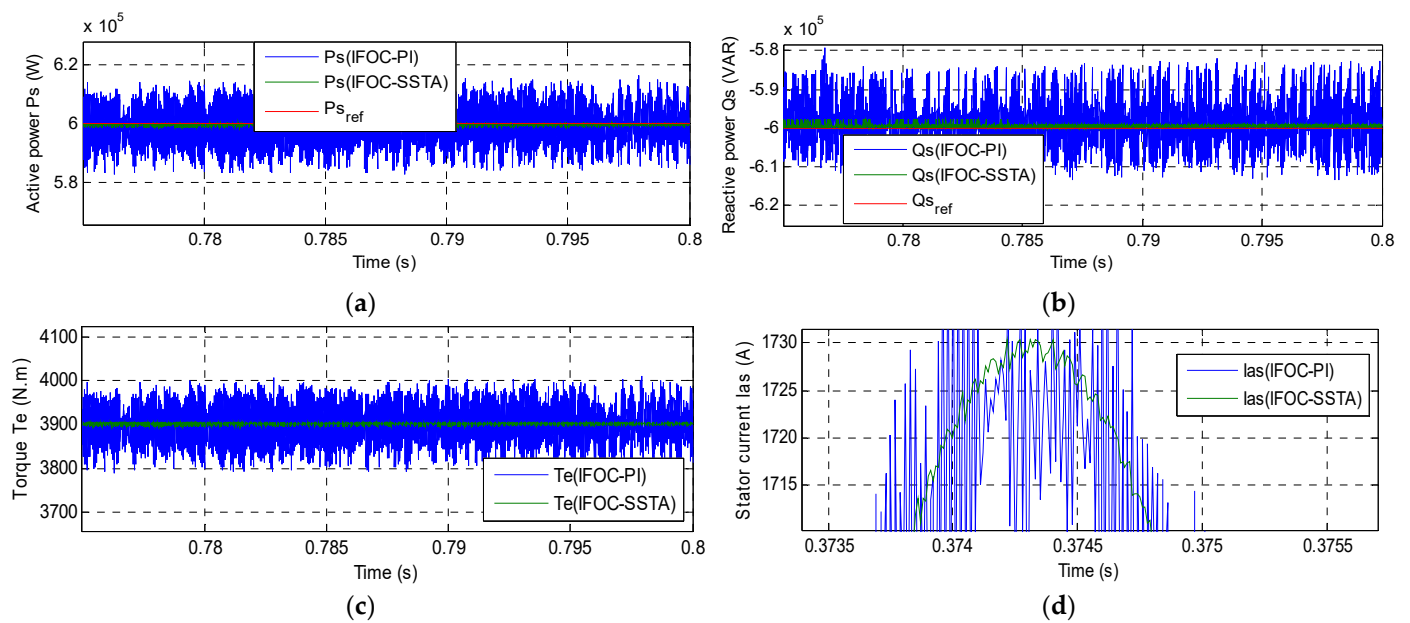 x 10⁵
Active power Ps (W)
6.2
6
5.8
Ps(IFOC-PI)
Ps(IFOC-SSTA)
Ps_ref
0.78 0.785 0.79 0.795 0.8
Time (s)
(a)
x 10⁵
Reactive power Qs (VAR)
-5.8
-5.9
-6
-6.1
-6.2
Qs(IFOC-PI)
Qs(IFOC-SSTA)
Qs_ref
0.78 0.785 0.79 0.795 0.8
Time (s)
(b)
Torque Te (N.m)
4100
4000
3900
3800
3700
Te(IFOC-PI)
Te(IFOC-SSTA)
0.78 0.785 0.79 0.795 0.8
Time (s)
(c)
Stator current Ias (A)
1730
1725
1720
1715
Ias(IFOC-PI)
Ias(IFOC-SSTA)
0.3735 0.374 0.3745 0.375 0.3755
Time (s)
(d)